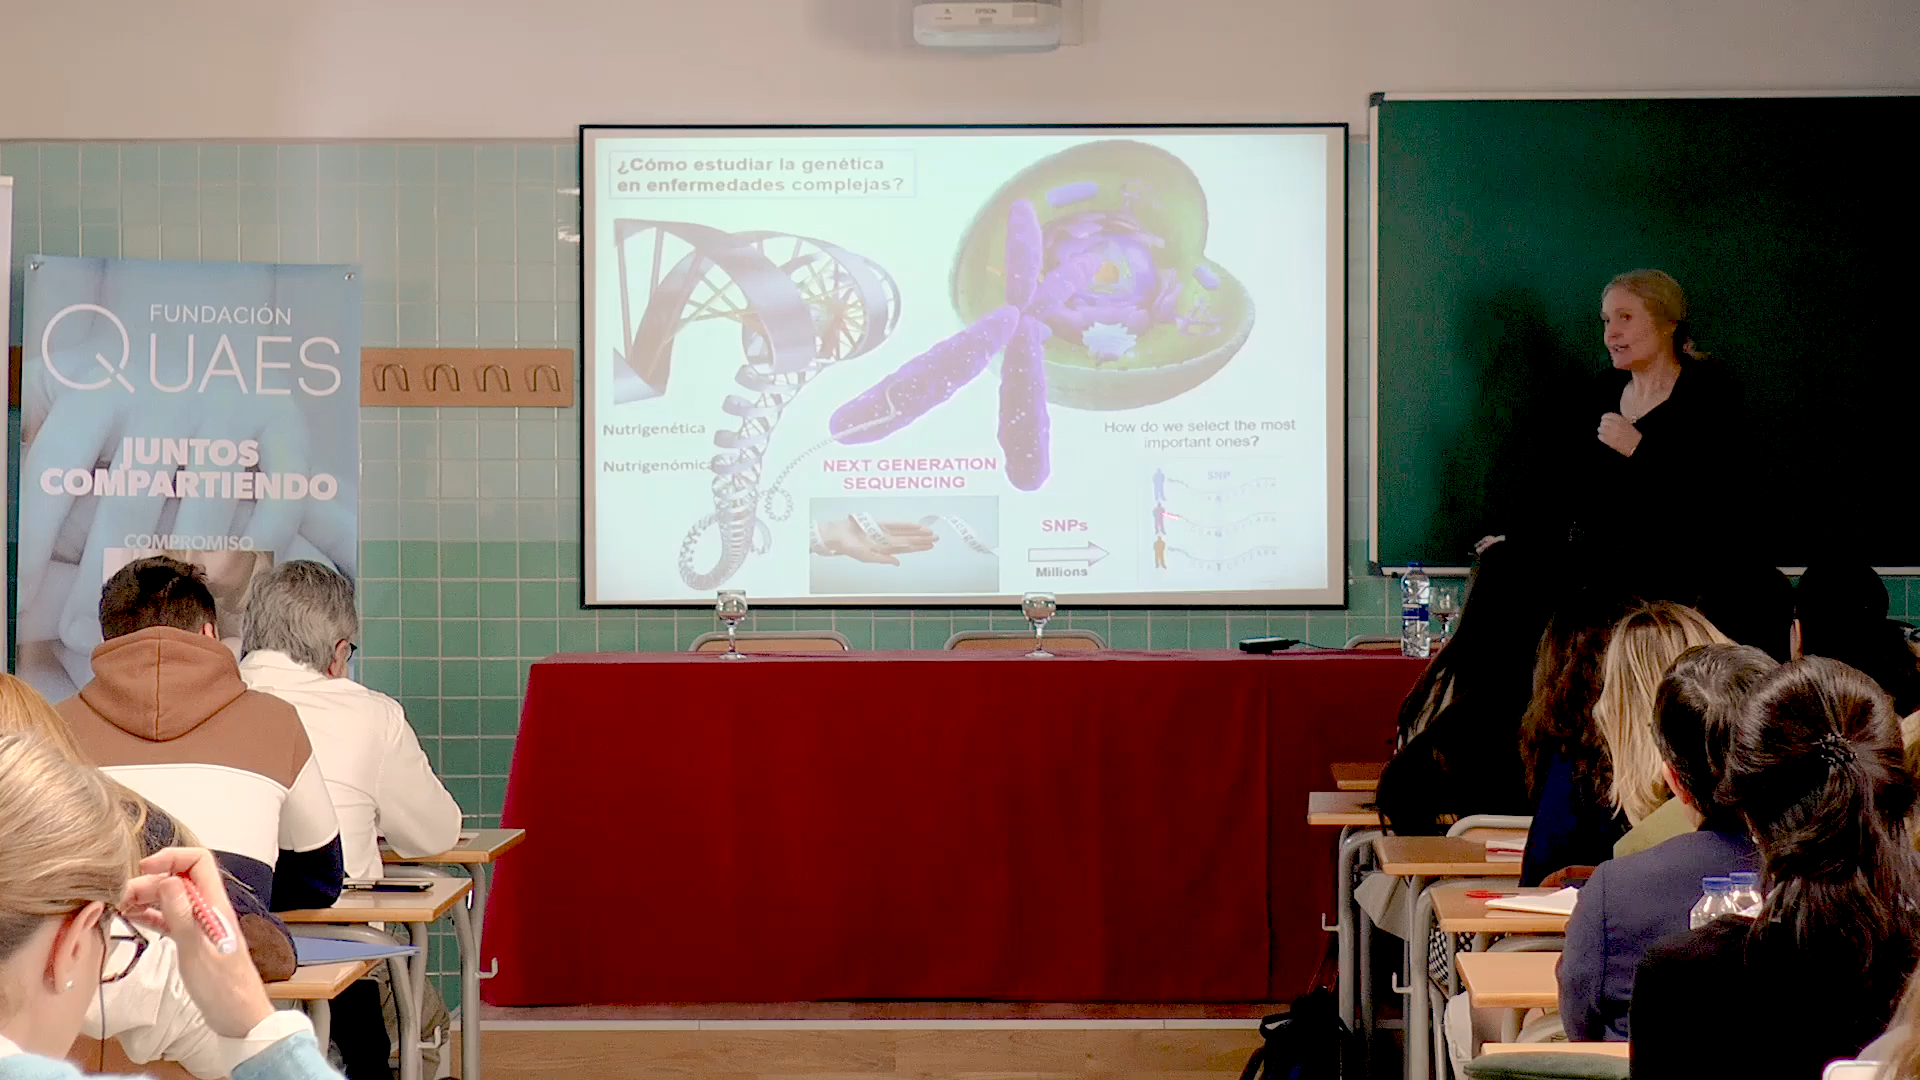 EPSON
FUNDACIÓN
QUAES
JUNTOS
COMPARTIENDO
COMPROMISO
¿Cómo estudiar la genética
en enfermedades complejas?
Nutrigenética
Nutrigenómica
NEXT GENERATION
SEQUENCING
How do we select the most
important ones?
SNP
SNPs
Millions